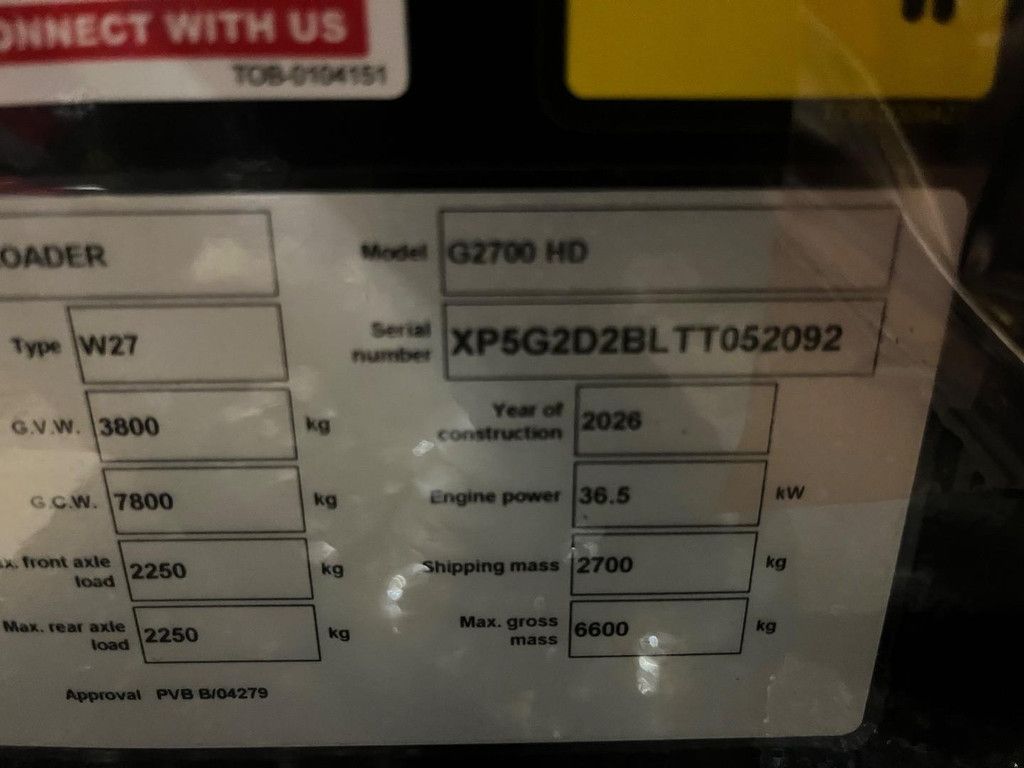 ONNECT WITH US
TOB-0104151
OADER
Model G2700 HD
Type W27
Serial number XP5G2D2BLTT052092
G.V.W. 3800 kg
Year of construction 2026
G.C.W. 7800 kg
Engine power 36.5 kW
x. front axle load 2250 kg
Shipping mass 2700 kg
Max. rear axle load 2250 kg
Max. gross mass 6600 kg
Approval PVB B/04279